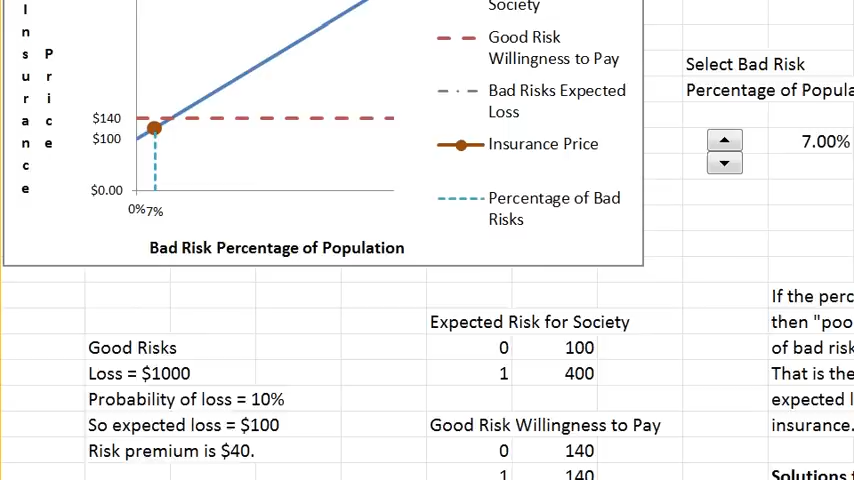 Insurance
Price
$140
$100
$0.00
0%
7%
Bad Risk Percentage of Population
Society
Good Risk
Willingness to Pay
Bad Risks Expected
Loss
Insurance Price
Percentage of Bad
Risks
Select Bad Risk
Percentage of Popula
7.00%
Good Risks
Loss = $1000
Probability of loss = 10%
So expected loss = $100
Risk premium is $40.
Expected Risk for Society
0 100
1 400
Good Risk Willingness to Pay
0 140
1 140
If the perc
then "poo
of bad risk
That is the
expected l
insurance.
Solutions t